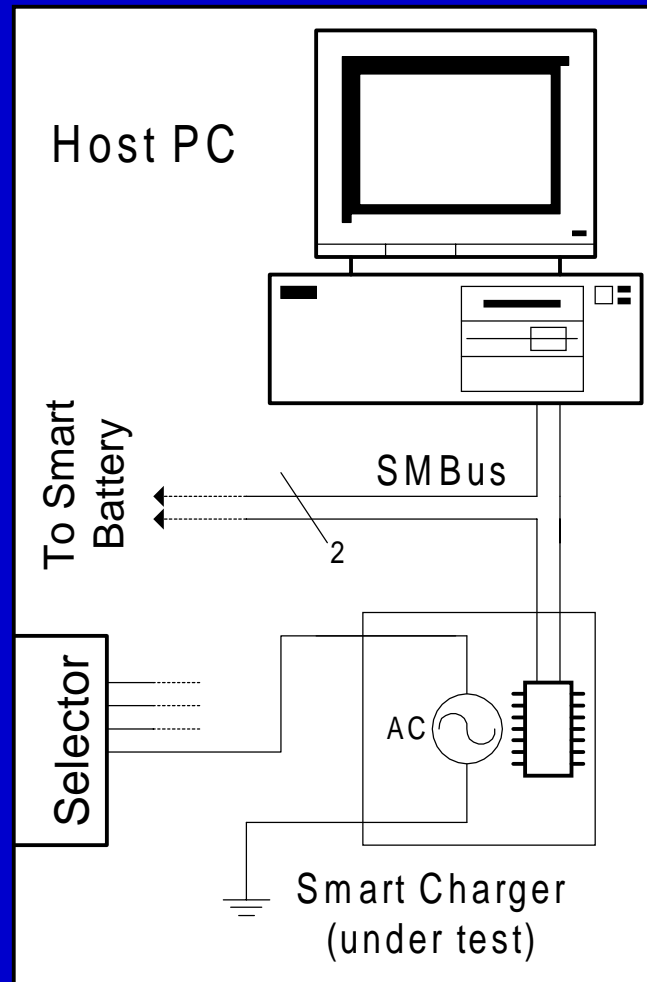 Host PC
To Smart
Battery
SMBus
2
Selector
AC
Smart Charger
(under test)